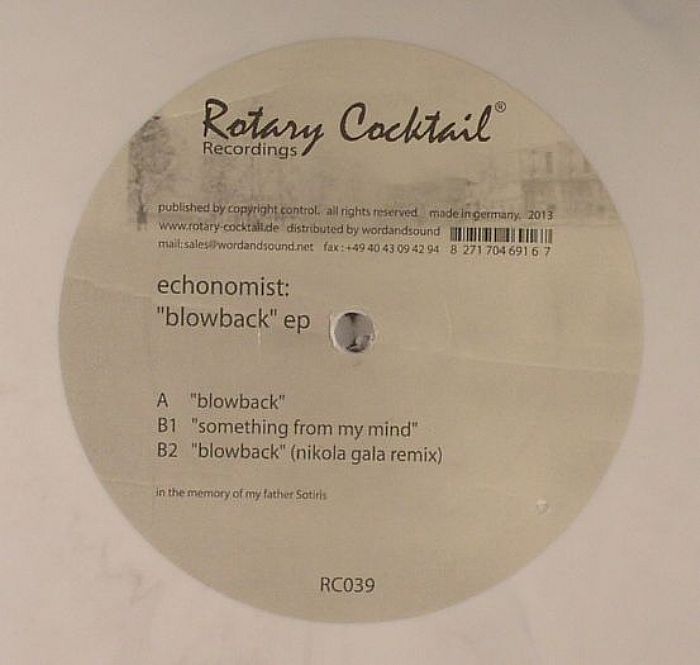 Rotary Cocktail®
Recordings
published by copyright control. all rights reserved. made in germany. 2013
www.rotary-cocktail.de distributed by wordandsound
mail:sales@wordandsound.net fax : +49 40 43 09 42 94 8 271 704 691 6 7
echonomist:
"blowback" ep
A "blowback"
B1 "something from my mind"
B2 "blowback" (nikola gala remix)
in the memory of my father Sotiris
RC039